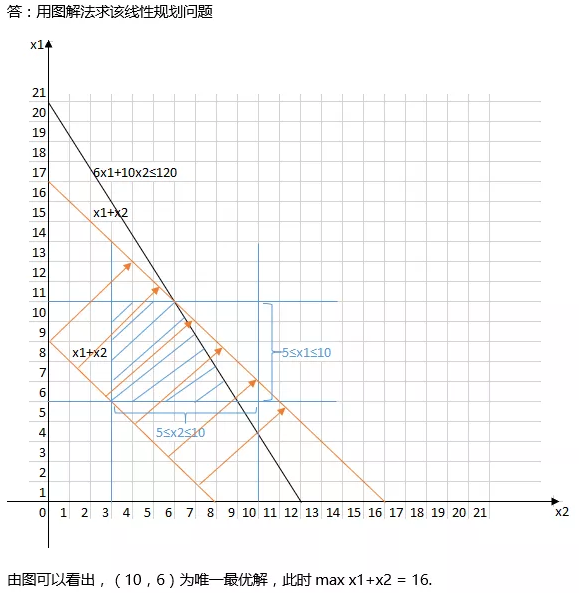 答：用图解法求该线性规划问题
x1
21
20
19
18
17
6x1+10x2≤120
16
15
x1+x2
14
13
12
11
10
9
8
x1+x2
5≤x1≤10
7
6
5
4
5≤x2≤10
3
2
1
0 1 2 3 4 5 6 7 8 9 10 11 12 13 14 15 16 17 18 19 20 21
x2
由图可以看出，（10，6）为唯一最优解，此时 max x1+x2 = 16.